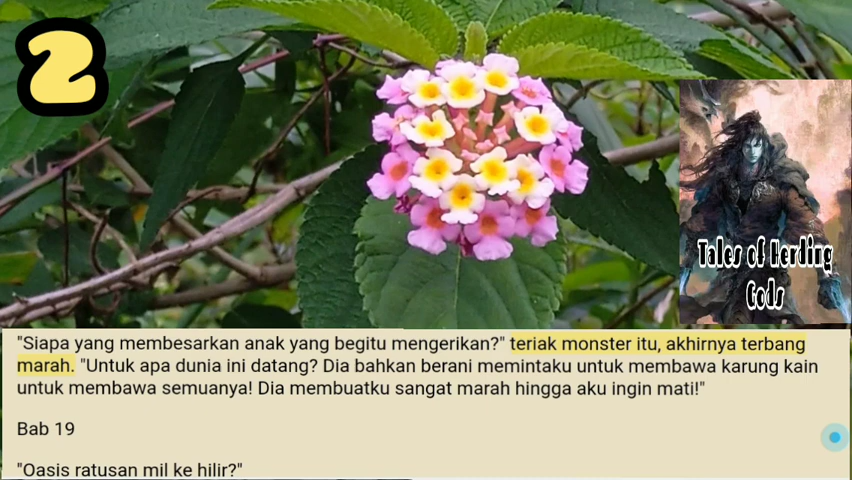 2
Tales of Herding
Gods
"Siapa yang membesarkan anak yang begitu mengerikan?" teriak monster itu, akhirnya terbang
marah. "Untuk apa dunia ini datang? Dia bahkan berani memintaku untuk membawa karung kain
untuk membawa semuanya! Dia membuatku sangat marah hingga aku ingin mati!"
Bab 19
"Oasis ratusan mil ke hilir?"